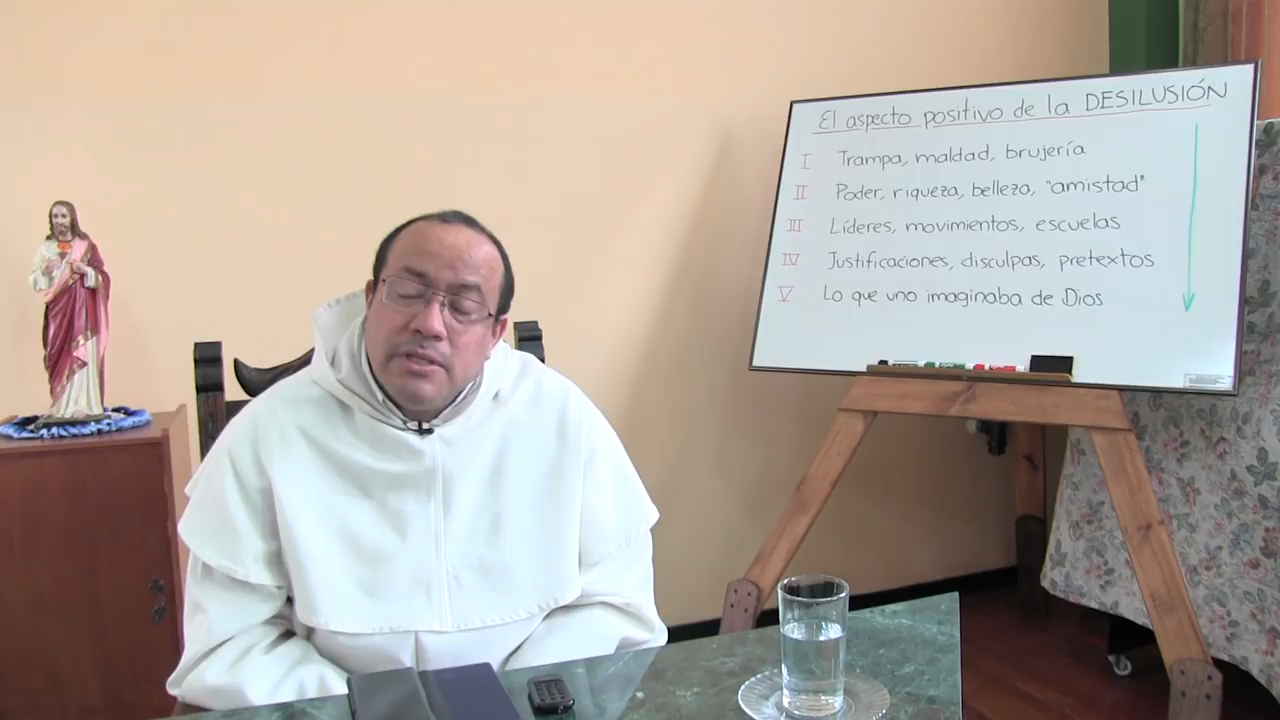 El aspecto positivo de la DESILUSIÓN
I Trampa, maldad, brujería
II Poder, riqueza, belleza, "amistad"
III Líderes, movimientos, escuelas
IV Justificaciones, disculpas, pretextos
V Lo que uno imaginaba de Dios